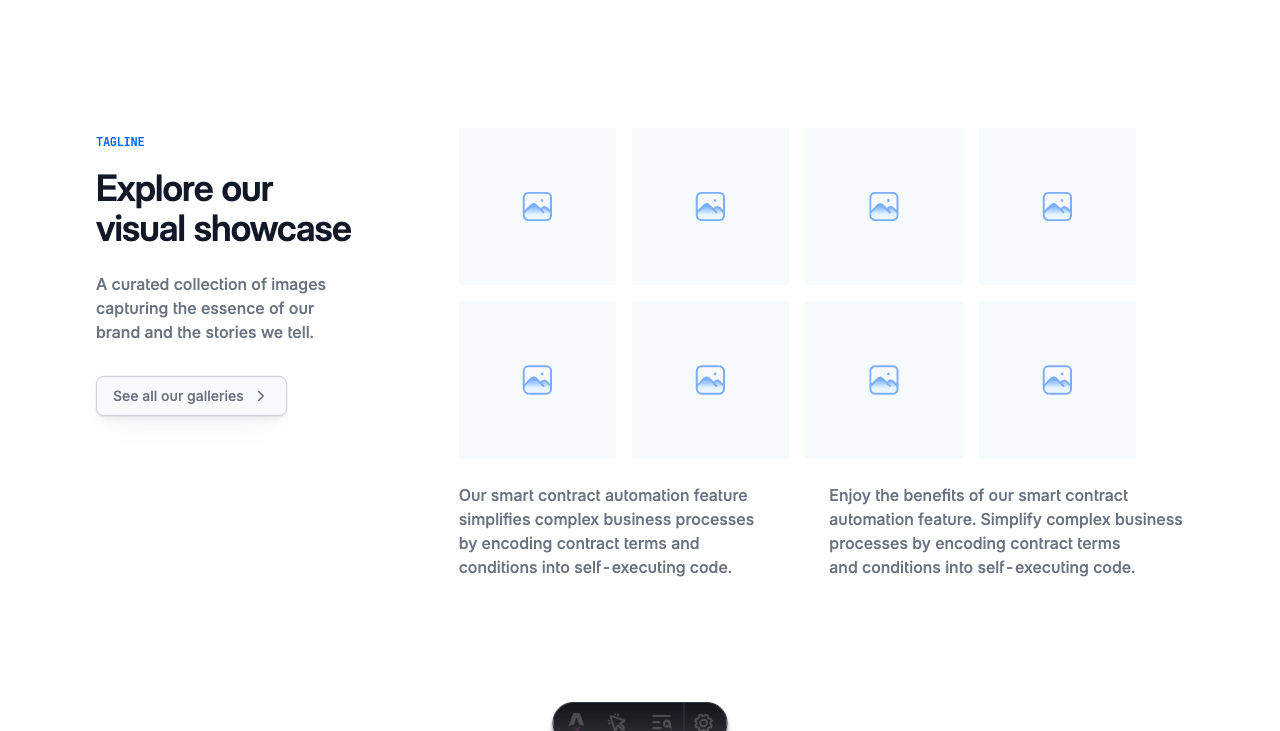 TAGLINE
Explore our
visual showcase
A curated collection of images
capturing the essence of our
brand and the stories we tell.
See all our galleries
Our smart contract automation feature
simplifies complex business processes
by encoding contract terms and
conditions into self-executing code.
Enjoy the benefits of our smart contract
automation feature. Simplify complex business
processes by encoding contract terms
and conditions into self-executing code.